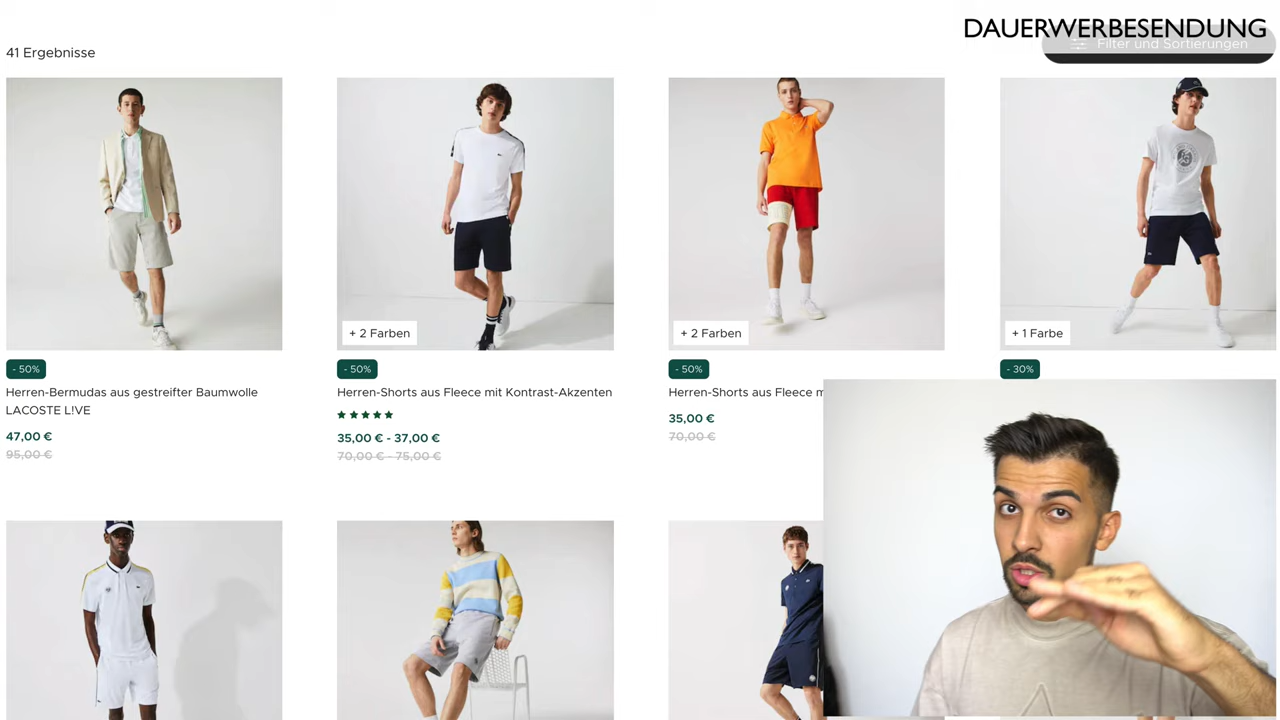 DAUERWERBESENDUNG
41 Ergebnisse
Filter und Sortierungen
+ 2 Farben
+ 2 Farben
+ 1 Farbe
- 50%
- 50%
- 50%
- 30%
Herren-Bermudas aus gestreifter Baumwolle
LACOSTE L!VE
47,00 €
95,00 €
Herren-Shorts aus Fleece mit Kontrast-Akzenten
35,00 € - 37,00 €
70,00 € - 75,00 €
Herren-Shorts aus Fleece m
35,00 €
70,00 €